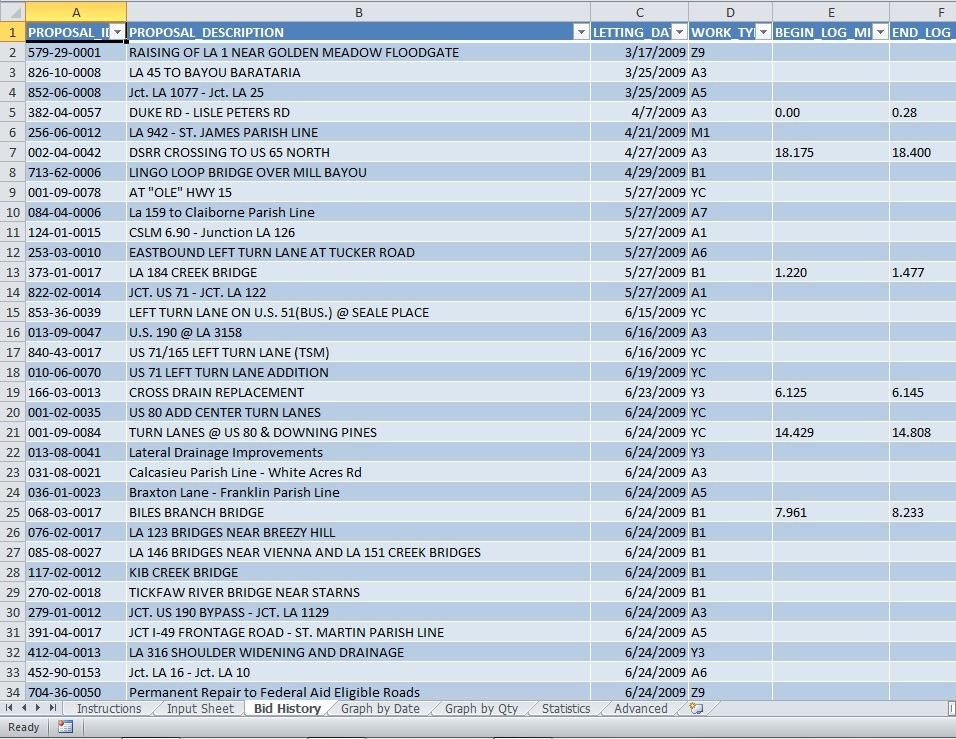 A B C D E F
1 PROPOSAL_ID PROPOSAL_DESCRIPTION LETTING_DAT WORK_TYP BEGIN_LOG_MI END_LOG
2 579-29-0001 RAISING OF LA 1 NEAR GOLDEN MEADOW FLOODGATE 3/17/2009 Z9
3 826-10-0008 LA 45 TO BAYOU BARATARIA 3/25/2009 A3
4 852-06-0008 Jct. LA 1077 - Jct. LA 25 3/25/2009 A5
5 382-04-0057 DUKE RD - LISLE PETERS RD 4/7/2009 A3 0.00 0.28
6 256-06-0012 LA 942 - ST. JAMES PARISH LINE 4/21/2009 M1
7 002-04-0042 DSRR CROSSING TO US 65 NORTH 4/27/2009 A3 18.175 18.400
8 713-62-0006 LINGO LOOP BRIDGE OVER MILL BAYOU 4/29/2009 B1
9 001-09-0078 AT "OLE" HWY 15 5/27/2009 YC
10 084-04-0006 La 159 to Claiborne Parish Line 5/27/2009 A7
11 124-01-0015 CSLM 6.90 - Junction LA 126 5/27/2009 A1
12 253-03-0010 EASTBOUND LEFT TURN LANE AT TUCKER ROAD 5/27/2009 A6
13 373-01-0017 LA 184 CREEK BRIDGE 5/27/2009 B1 1.220 1.477
14 822-02-0014 JCT. US 71 - JCT. LA 122 5/27/2009 A1
15 853-36-0039 LEFT TURN LANE ON U.S. 51(BUS.) @ SEALE PLACE 6/15/2009 YC
16 013-09-0047 U.S. 190 @ LA 3158 6/16/2009 A3
17 840-43-0017 US 71/165 LEFT TURN LANE (TSM) 6/16/2009 YC
18 010-06-0070 US 71 LEFT TURN LANE ADDITION 6/19/2009 YC
19 166-03-0013 CROSS DRAIN REPLACEMENT 6/23/2009 Y3 6.125 6.145
20 001-02-0035 US 80 ADD CENTER TURN LANES 6/24/2009 YC
21 001-09-0084 TURN LANES @ US 80 & DOWNING PINES 6/24/2009 YC 14.429 14.808
22 013-08-0041 Lateral Drainage Improvements 6/24/2009 Y3
23 031-08-0021 Calcasieu Parish Line - White Acres Rd 6/24/2009 A3
24 036-01-0023 Braxton Lane - Franklin Parish Line 6/24/2009 A5
25 068-03-0017 BILES BRANCH BRIDGE 6/24/2009 B1 7.961 8.233
26 076-02-0017 LA 123 BRIDGES NEAR BREEZY HILL 6/24/2009 B1
27 085-08-0027 LA 146 BRIDGES NEAR VIENNA AND LA 151 CREEK BRIDGES 6/24/2009 B1
28 117-02-0012 KIB CREEK BRIDGE 6/24/2009 B1
29 270-02-0018 TICKFAW RIVER BRIDGE NEAR STARNS 6/24/2009 B1
30 279-01-0012 JCT. US 190 BYPASS - JCT. LA 1129 6/24/2009 A3
31 391-04-0017 JCT I-49 FRONTAGE ROAD - ST. MARTIN PARISH LINE 6/24/2009 A5
32 412-04-0013 LA 316 SHOULDER WIDENING AND DRAINAGE 6/24/2009 Y3
33 452-90-0153 Jct. LA 16 - Jct. LA 10 6/24/2009 A6
34 704-36-0050 Permanent Repair to Federal Aid Eligible Roads 6/24/2009 Z9
Instructions Input Sheet Bid History Graph by Date Graph by Qty Statistics Advanced
Ready